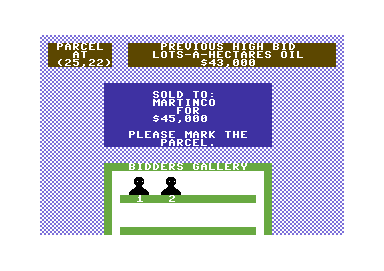 PARCEL
AT
(25,22)
PREVIOUS HIGH BID
LOTS-A-HECTARES OIL
$43,000
SOLD TO:
MARTINCO
FOR
$45,000
PLEASE MARK THE
PARCEL.
BIDDERS GALLERY
1 2